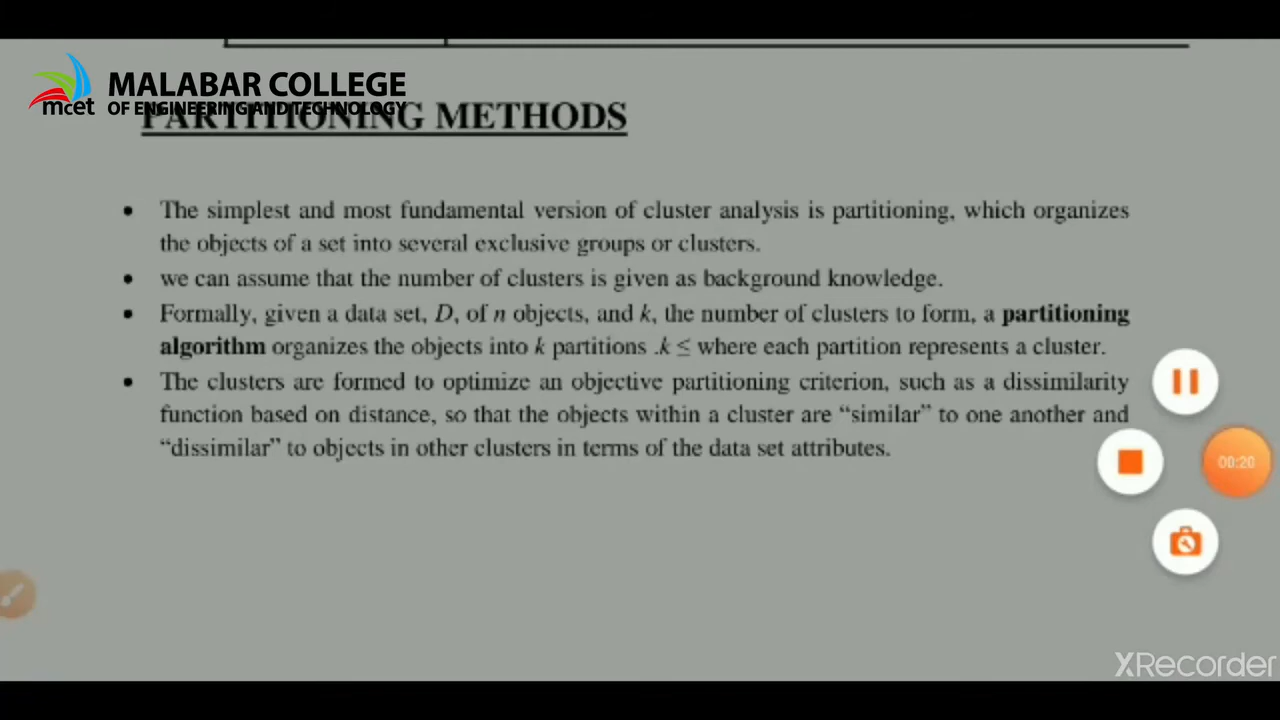 MALABAR COLLEGE
OF ENGINEERING AND TECHNOLOGY
mcet
PARTITIONING METHODS
• The simplest and most fundamental version of cluster analysis is partitioning, which organizes
the objects of a set into several exclusive groups or clusters.
• we can assume that the number of clusters is given as background knowledge.
• Formally, given a data set, D, of n objects, and k, the number of clusters to form, a partitioning
algorithm organizes the objects into k partitions .k ≤ where each partition represents a cluster.
• The clusters are formed to optimize an objective partitioning criterion, such as a dissimilarity
function based on distance, so that the objects within a cluster are “similar” to one another and
“dissimilar” to objects in other clusters in terms of the data set attributes.
00:20
XRecorder